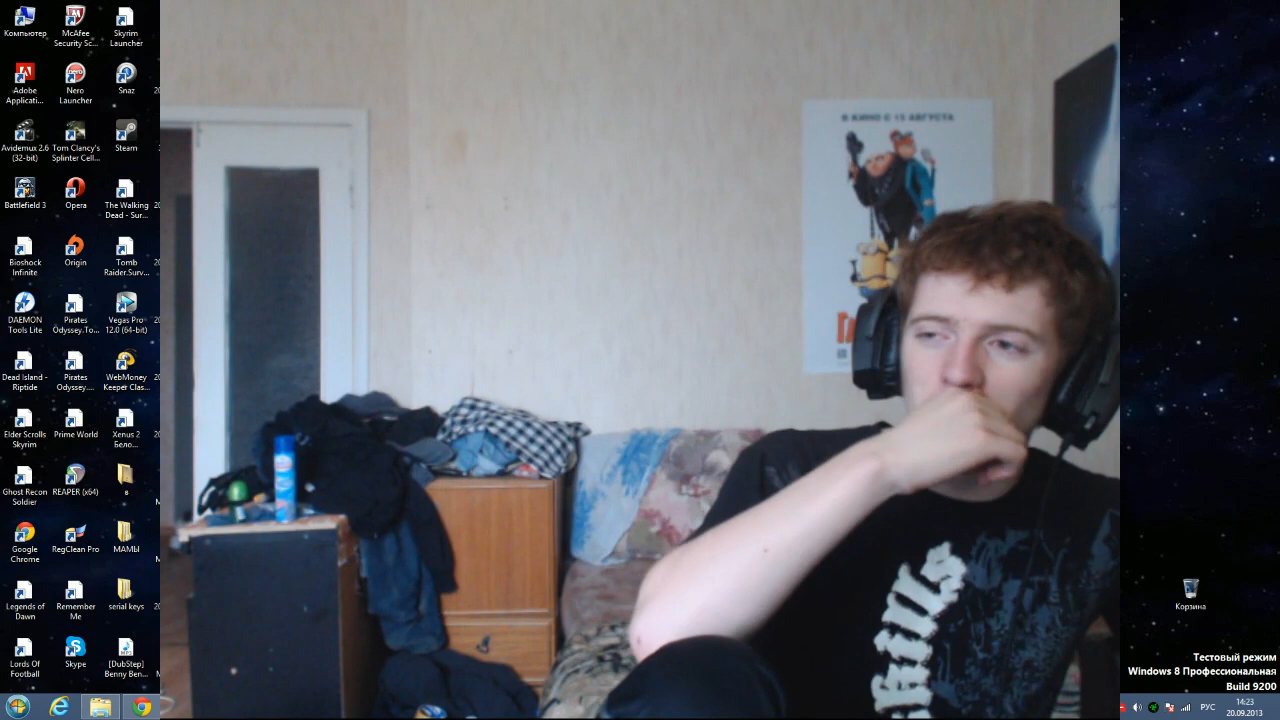 Компьютер
McAfee
Security Sc...
Skyrim
Launcher
Adobe
Applicati...
Nero
Launcher
Snaz
Avidemux 2.6
(32-bit)
Tom Clancy's
Splinter Cell...
Steam
Battlefield 3
Opera
The Walking
Dead - Sur...
Bioshock
Infinite
Origin
Tomb
Raider.Surv...
DAEMON
Tools Lite
Pirates
Odyssey.To...
Vegas Pro
12.0 (64-bit)
Dead Island -
Riptide
Pirates
Odyssey....
WebMoney
Keeper Clas...
Elder Scrolls
Skyrim
Prime World
Xenus 2
Бело...
Ghost Recon
Soldier
REAPER (x64)
в
Google
Chrome
RegClean Pro
МАМЫ
Legends of
Dawn
Remember
Me
serial keys
Lords Of
Football
Skype
[DubStep]
Benny Ben...
В КИНО С 15 АВГУСТА
Корзина
Тестовый режим
Windows 8 Профессиональная
Build 9200
РУС
14:23
20.09.2013